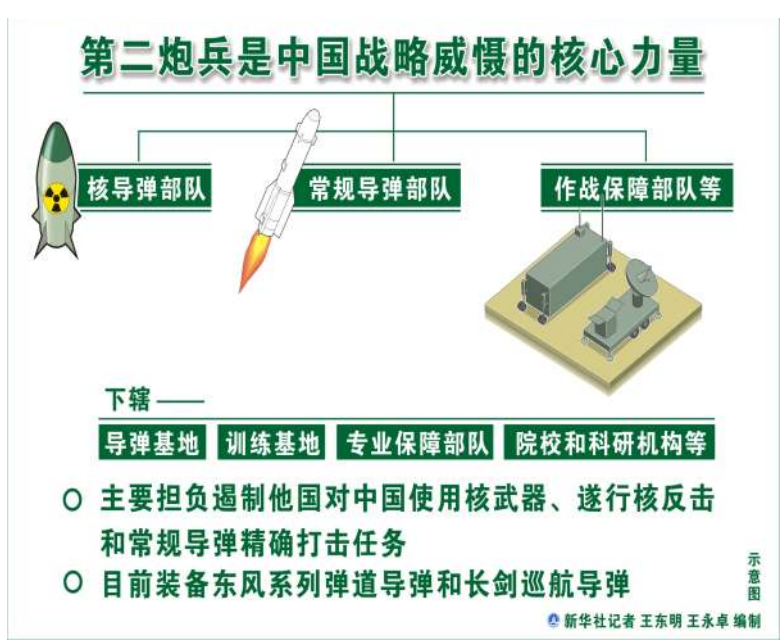 第二炮兵是中国战略威慑的核心力量
核导弹部队 常规导弹部队 作战保障部队等
下辖——
导弹基地 训练基地 专业保障部队 院校和科研机构等
主要担负遏制他国对中国使用核武器、遂行核反击
和常规导弹精确打击任务
目前装备东风系列弹道导弹和长剑巡航导弹
示意图
新华社记者 王东明 王永卓 编制